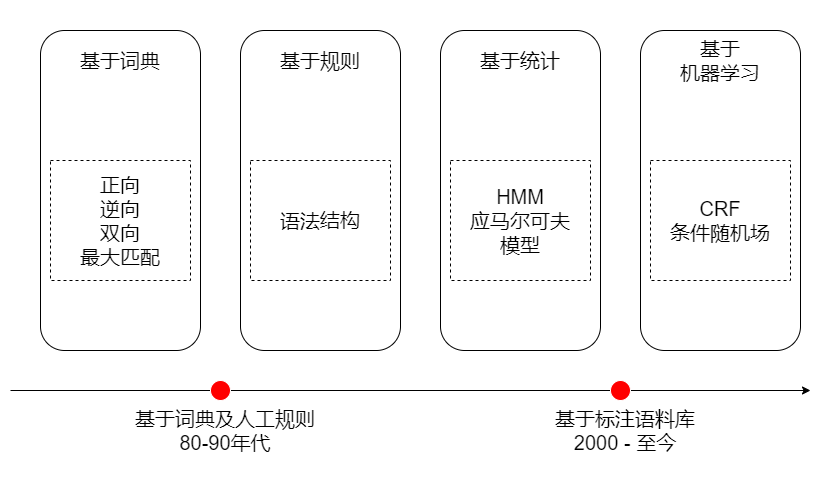 基于词典
基于规则
基于统计
基于
机器学习
正向
逆向
双向
最大匹配
语法结构
HMM
应马尔可夫
模型
CRF
条件随机场
基于词典及人工规则
80-90年代
基于标注语料库
2000 - 至今